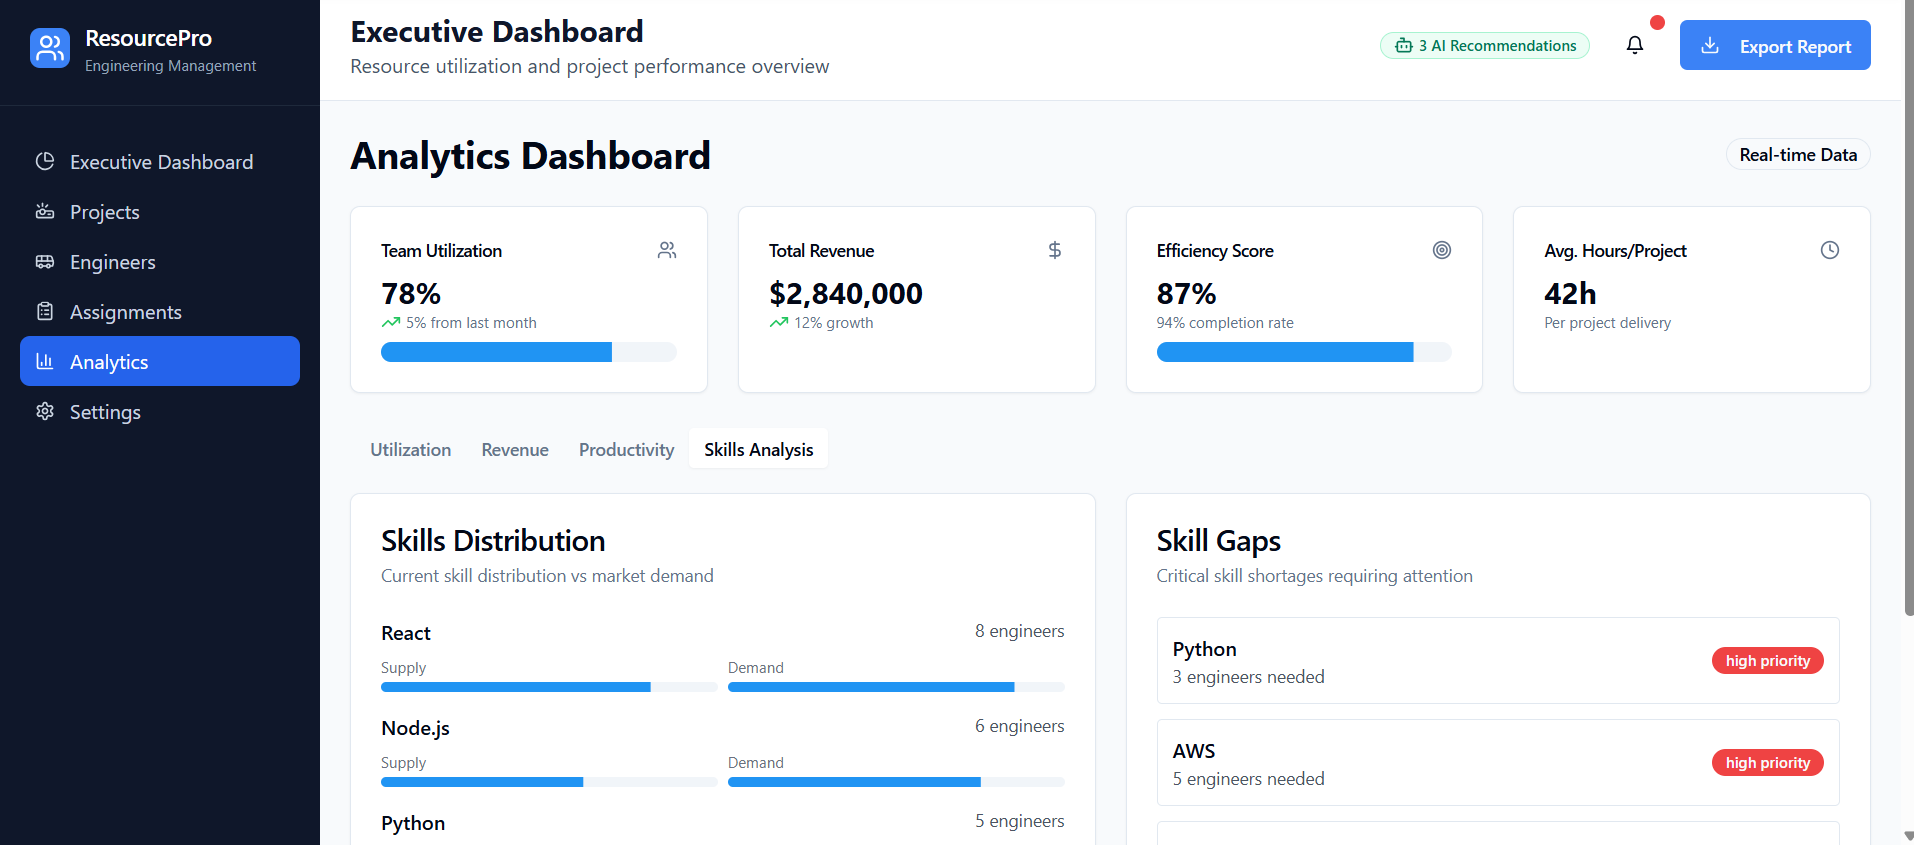 ResourcePro
Engineering Management
Executive Dashboard
Projects
Engineers
Assignments
Analytics
Settings
Executive Dashboard
Resource utilization and project performance overview
3 AI Recommendations
Export Report
Analytics Dashboard
Real-time Data
Team Utilization
78%
5% from last month
Total Revenue
$
$2,840,000
12% growth
Efficiency Score
87%
94% completion rate
Avg. Hours/Project
42h
Per project delivery
Utilization
Revenue
Productivity
Skills Analysis
Skills Distribution
Current skill distribution vs market demand
React
8 engineers
Supply
Demand
Node.js
6 engineers
Supply
Demand
Python
5 engineers
Skill Gaps
Critical skill shortages requiring attention
Python
3 engineers needed
high priority
AWS
5 engineers needed
high priority